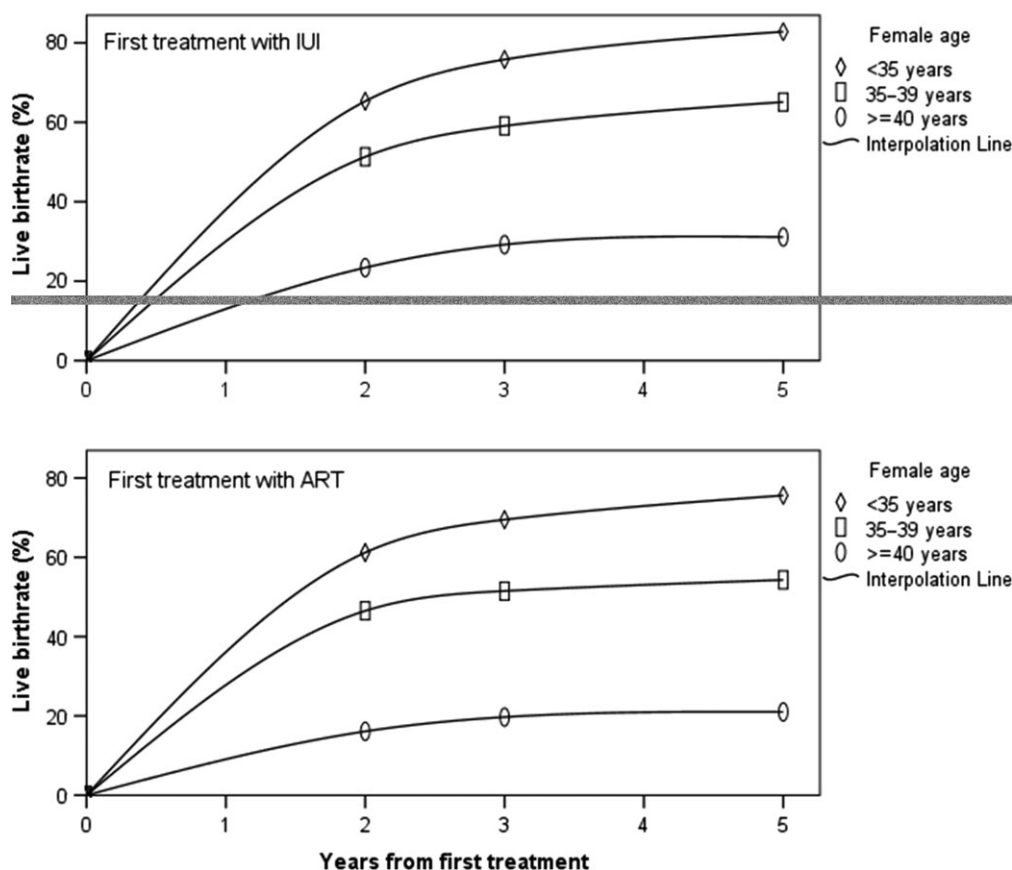 First treatment with IUI
Live birthrate (%)
80
60
40
20
0
0 1 2 3 4 5
Female age
<35 years
35–39 years
>=40 years
Interpolation Line
First treatment with ART
Live birthrate (%)
80
60
40
20
0
0 1 2 3 4 5
Years from first treatment
Female age
<35 years
35–39 years
>=40 years
Interpolation Line